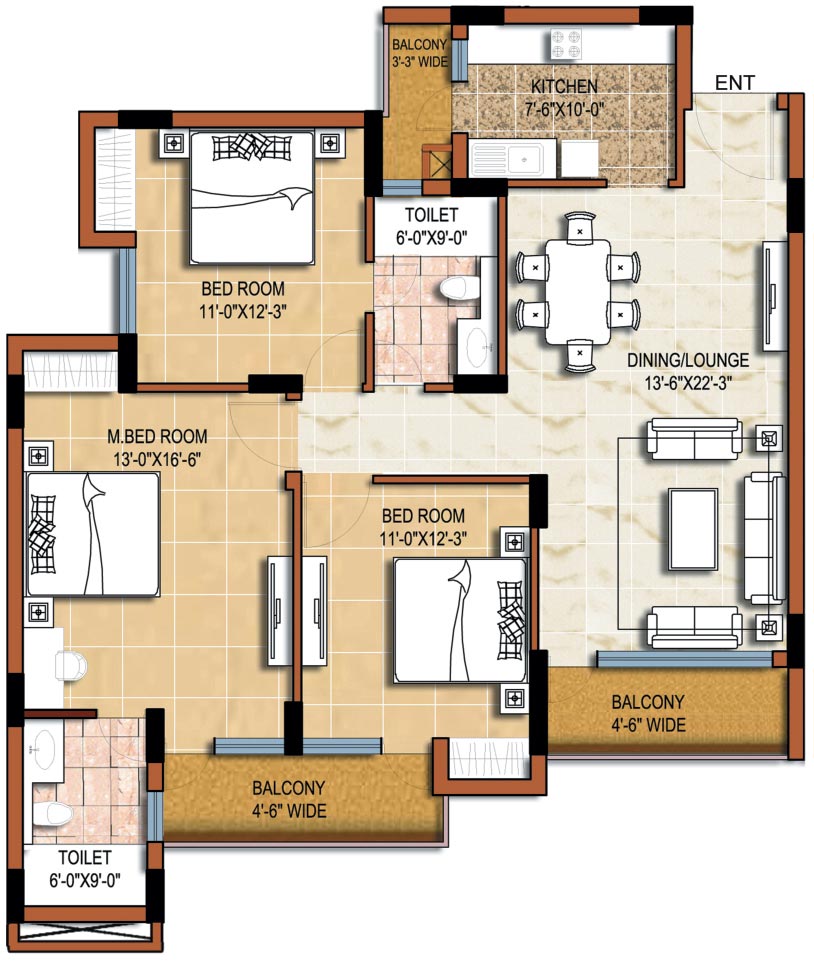 BALCONY
3'-3" WIDE
KITCHEN
7'-6"X10'-0"
ENT
TOILET
6'-0"X9'-0"
BED ROOM
11'-0"X12'-3"
DINING/LOUNGE
13'-6"X22'-3"
M.BED ROOM
13'-0"X16'-6"
BED ROOM
11'-0"X12'-3"
BALCONY
4'-6" WIDE
BALCONY
4'-6" WIDE
TOILET
6'-0"X9'-0"